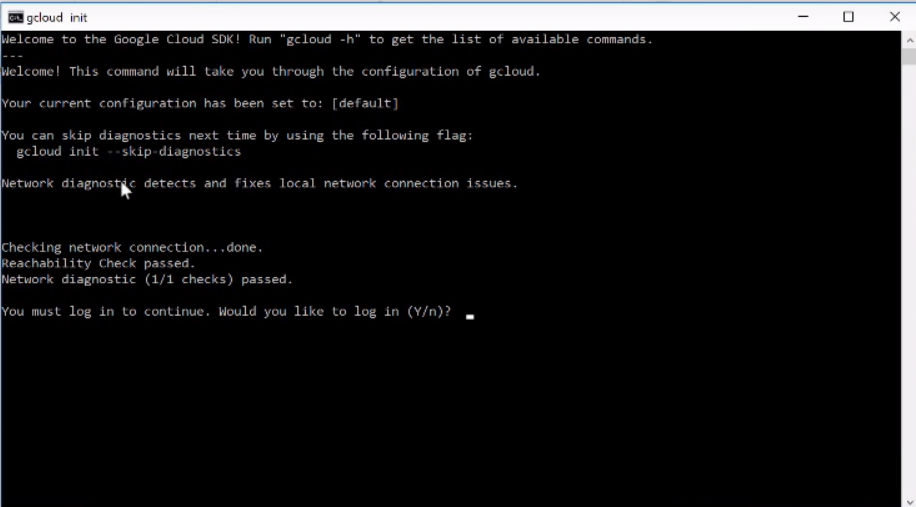 gcloud init
Welcome to the Google Cloud SDK! Run "gcloud -h" to get the list of available commands.
---
Welcome! This command will take you through the configuration of gcloud.
Your current configuration has been set to: [default]
You can skip diagnostics next time by using the following flag:
gcloud init --skip-diagnostics
Network diagnostic detects and fixes local network connection issues.
Checking network connection...done.
Reachability Check passed.
Network diagnostic (1/1 checks) passed.
You must log in to continue. Would you like to log in (Y/n)?